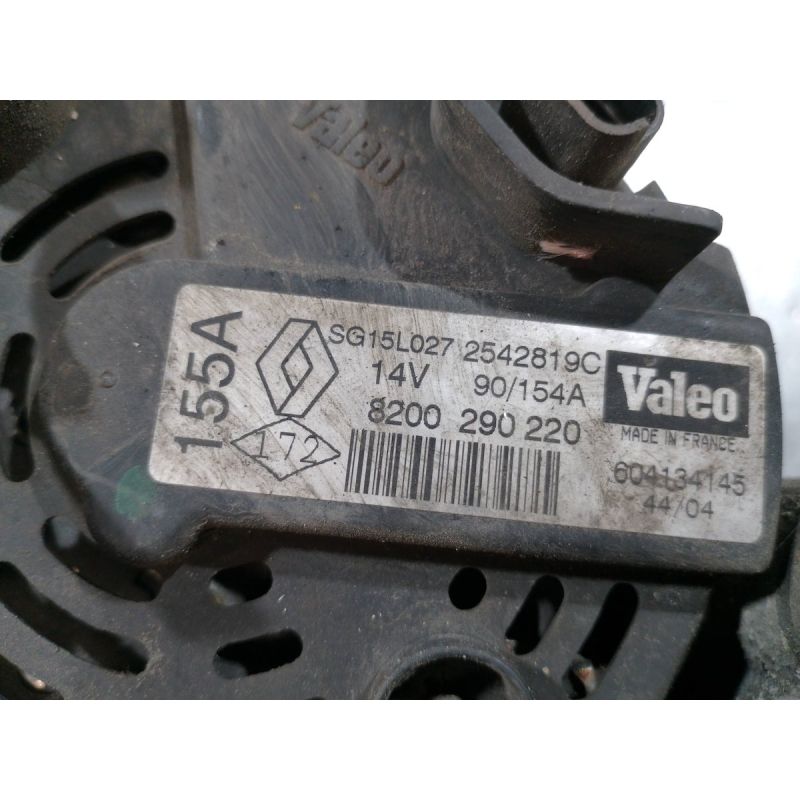 Valeo
155A
SG15L027 2542819C
14V 90/154A
8200 290 220
172
Valeo
MADE IN FRANCE
604134145
44/04